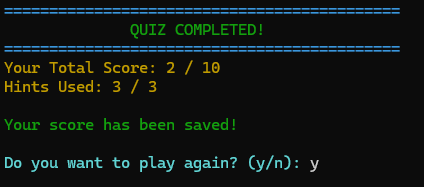 ============================================
QUIZ COMPLETED!
============================================
Your Total Score: 2 / 10
Hints Used: 3 / 3
Your score has been saved!
Do you want to play again? (y/n): y